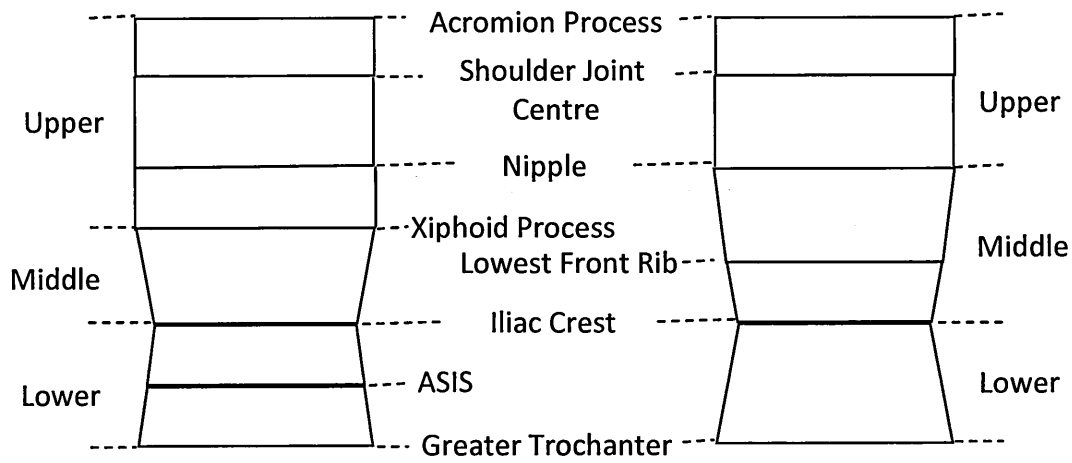 Acromion Process
Shoulder Joint
Centre
Upper
Upper
Nipple
Xiphoid Process
Middle
Lowest Front Rib
Middle
Iliac Crest
Lower
ASIS
Lower
Greater Trochanter